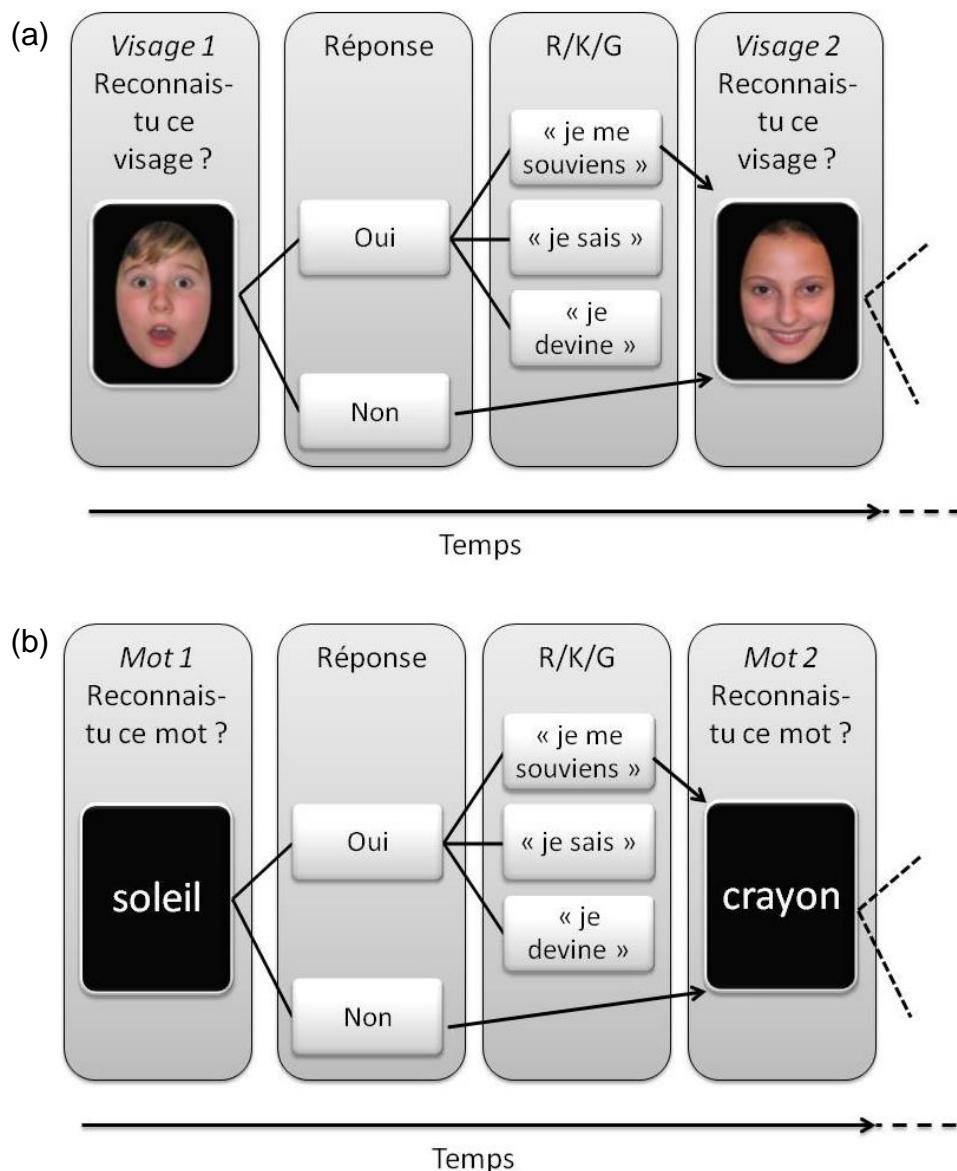 (a)
Visage 1
Reconnais-
tu ce
visage ?
Réponse
Oui
Non
R/K/G
« je me
souviens »
« je sais »
« je
devine »
Visage 2
Reconnais-
tu ce
visage ?
Temps
(b)
Mot 1
Reconnais-
tu ce mot ?
soleil
Réponse
Oui
Non
R/K/G
« je me
souviens »
« je sais »
« je
devine »
Mot 2
Reconnais-
tu ce mot ?
crayon
Temps